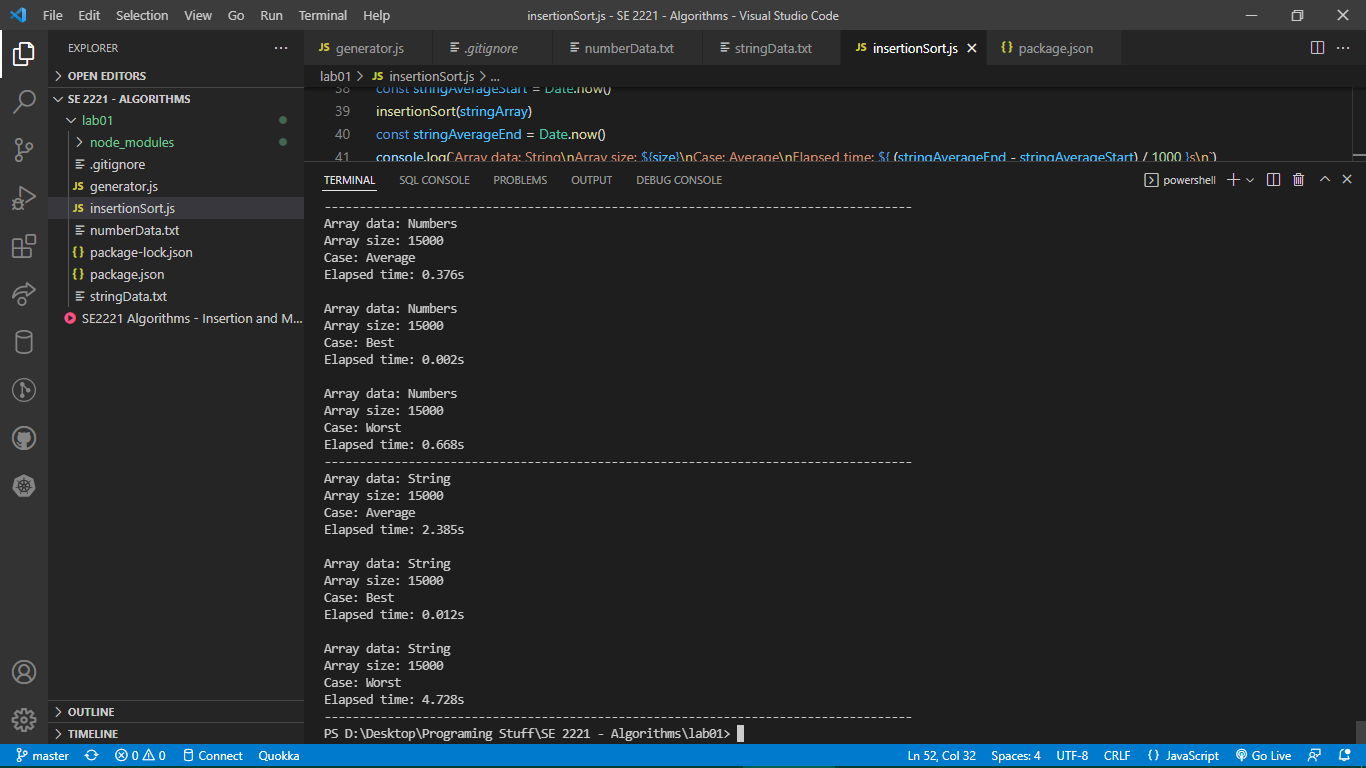 File Edit Selection View Go Run Terminal Help insertionSort.js - SE 2221 - Algorithms - Visual Studio Code
EXPLORER ···
OPEN EDITORS
SE 2221 - ALGORITHMS
lab01
node_modules
.gitignore
JS generator.js
JS insertionSort.js
numberData.txt
{} package-lock.json
{} package.json
stringData.txt
SE2221 Algorithms - Insertion and M...
OUTLINE
TIMELINE
JS generator.js .gitignore numberData.txt stringData.txt JS insertionSort.js {} package.json ···
lab01 > JS insertionSort.js > ...
38 const stringAverageStart = Date.now()
39 insertionSort(stringArray)
40 const stringAverageEnd = Date.now()
41 console.log(`Array data: String\nArray size: ${size}\nCase: Average\nElapsed time: ${ (stringAverageEnd - stringAverageStart) / 1000 }s\n`)
TERMINAL SQL CONSOLE PROBLEMS OUTPUT DEBUG CONSOLE powershell
------------------------------------------------------------------------------------
Array data: Numbers
Array size: 15000
Case: Average
Elapsed time: 0.376s
Array data: Numbers
Array size: 15000
Case: Best
Elapsed time: 0.002s
Array data: Numbers
Array size: 15000
Case: Worst
Elapsed time: 0.668s
------------------------------------------------------------------------------------
Array data: String
Array size: 15000
Case: Average
Elapsed time: 2.385s
Array data: String
Array size: 15000
Case: Best
Elapsed time: 0.012s
Array data: String
Array size: 15000
Case: Worst
Elapsed time: 4.728s
------------------------------------------------------------------------------------
PS D:\Desktop\Programing Stuff\SE 2221 - Algorithms\lab01>
master 0 0 Connect Quokka Ln 52, Col 32 Spaces: 4 UTF-8 CRLF {} JavaScript Go Live